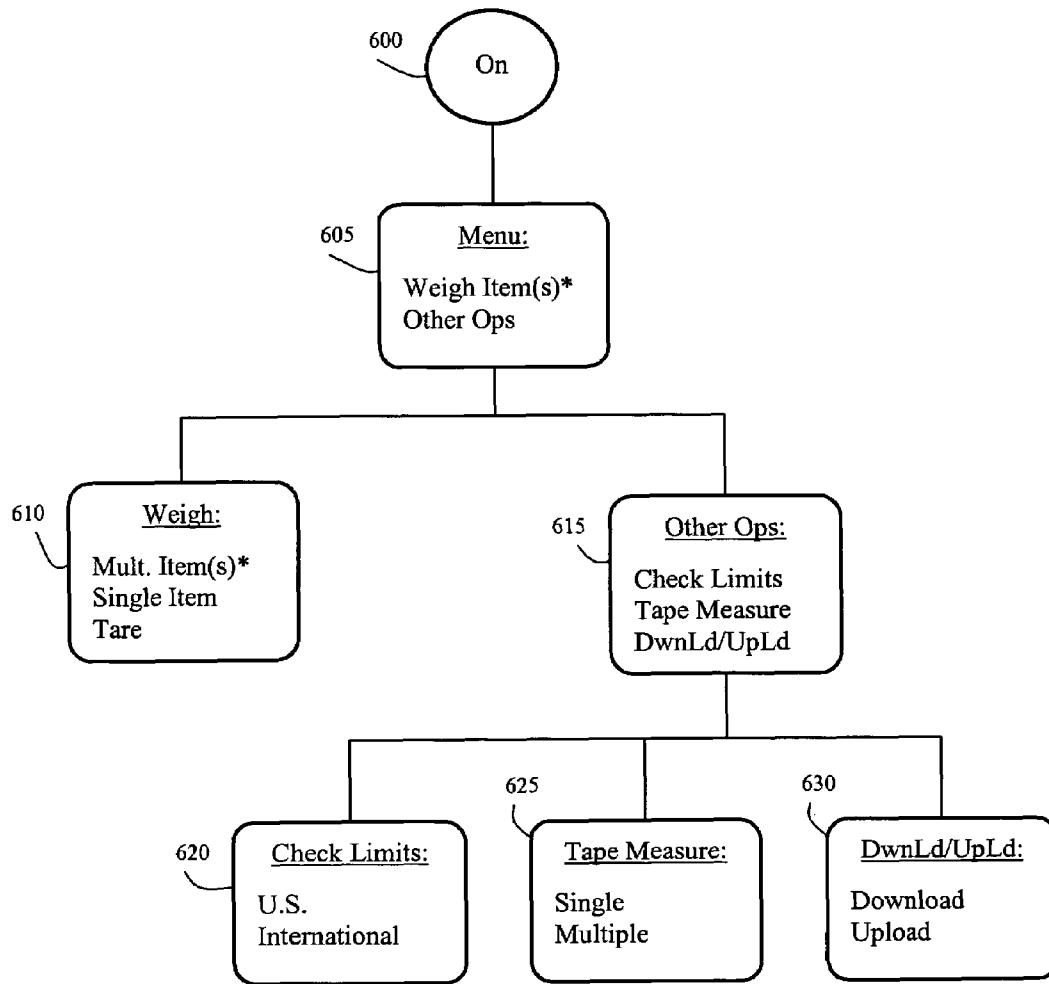 600
On
605
Menu:
Weigh Item(s)*
Other Ops
610
Weigh:
Mult. Item(s)*
Single Item
Tare
615
Other Ops:
Check Limits
Tape Measure
DwnLd/UpLd
620
Check Limits:
U.S.
International
625
Tape Measure:
Single
Multiple
630
DwnLd/UpLd:
Download
Upload